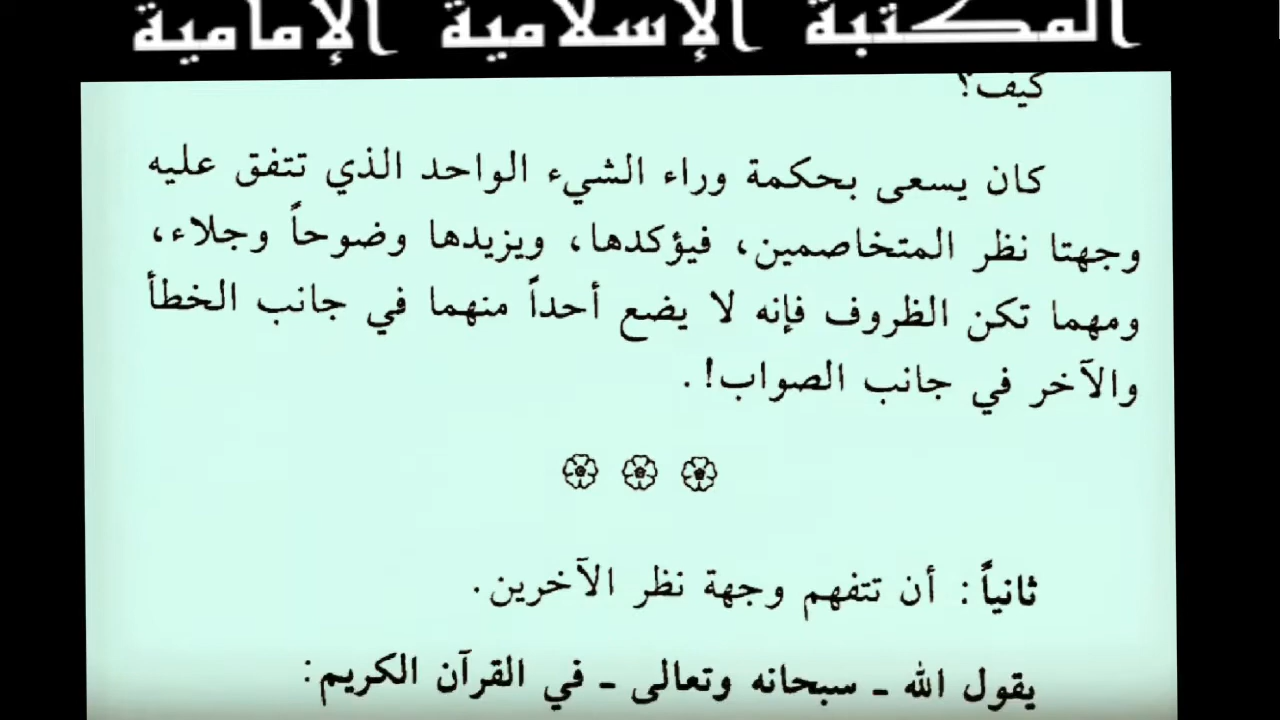 المكتبة الإسلامية الإمامية
كيف؟
كان يسعى بحكمة وراء الشيء الواحد الذي تتفق عليه
وجهتا نظر المتخاصمين، فيؤكدها، ويزيدها وضوحاً وجلاء،
ومهما تكن الظروف فإنه لا يضع أحداً منهما في جانب الخطأ
والآخر في جانب الصواب!.
ثانياً: أن تتفهم وجهة نظر الآخرين.
يقول الله ـ سبحانه وتعالى ـ في القرآن الكريم: